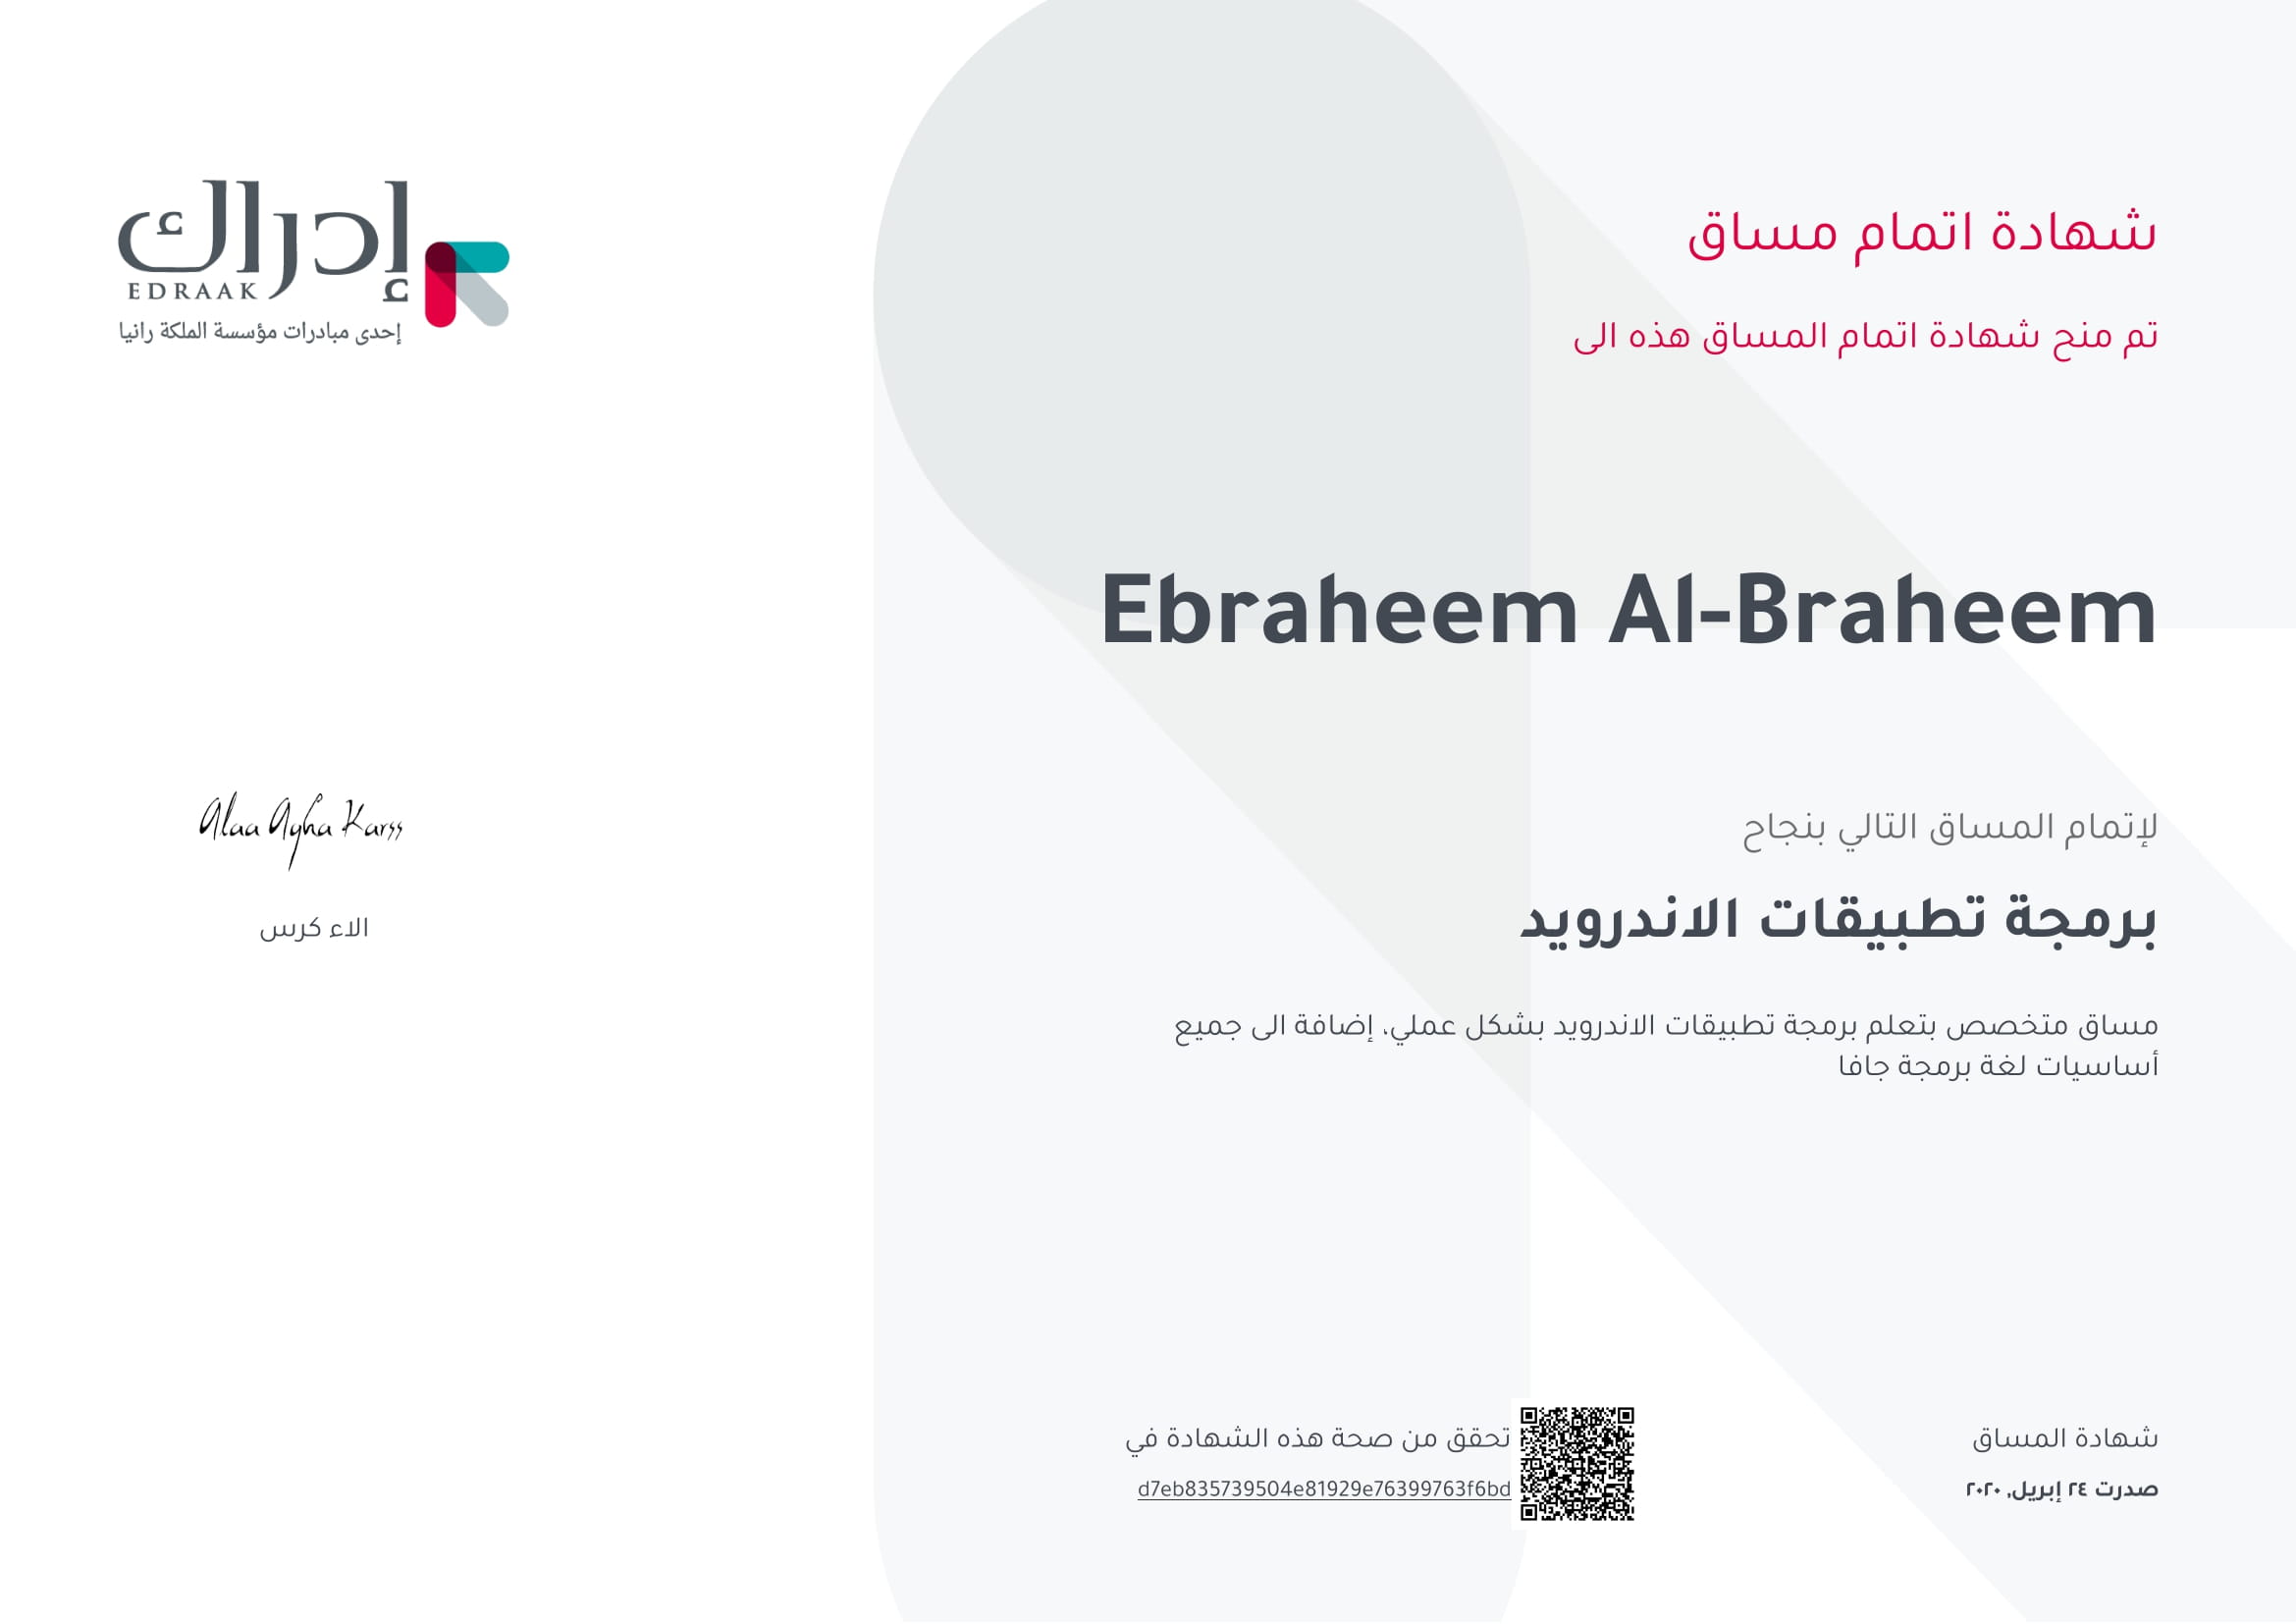 إدراك
EDRAAK
إحدى مبادرات مؤسسة الملكة رانيا
شهادة اتمام مساق
تم منح شهادة اتمام المساق هذه الى
Ebraheem Al-Braheem
لإتمام المساق التالي بنجاح
برمجة تطبيقات الاندرويد
مساق متخصص بتعلم برمجة تطبيقات الاندرويد بشكل عملي، إضافة الى جميع
أساسيات لغة برمجة جافا
Alaa Agha Karss
الاء كرس
شهادة المساق
صدرت ٢٤ إبريل, ٢٠٢٠
تحقق من صحة هذه الشهادة في
d7eb835739504e81929e76399763f6bd